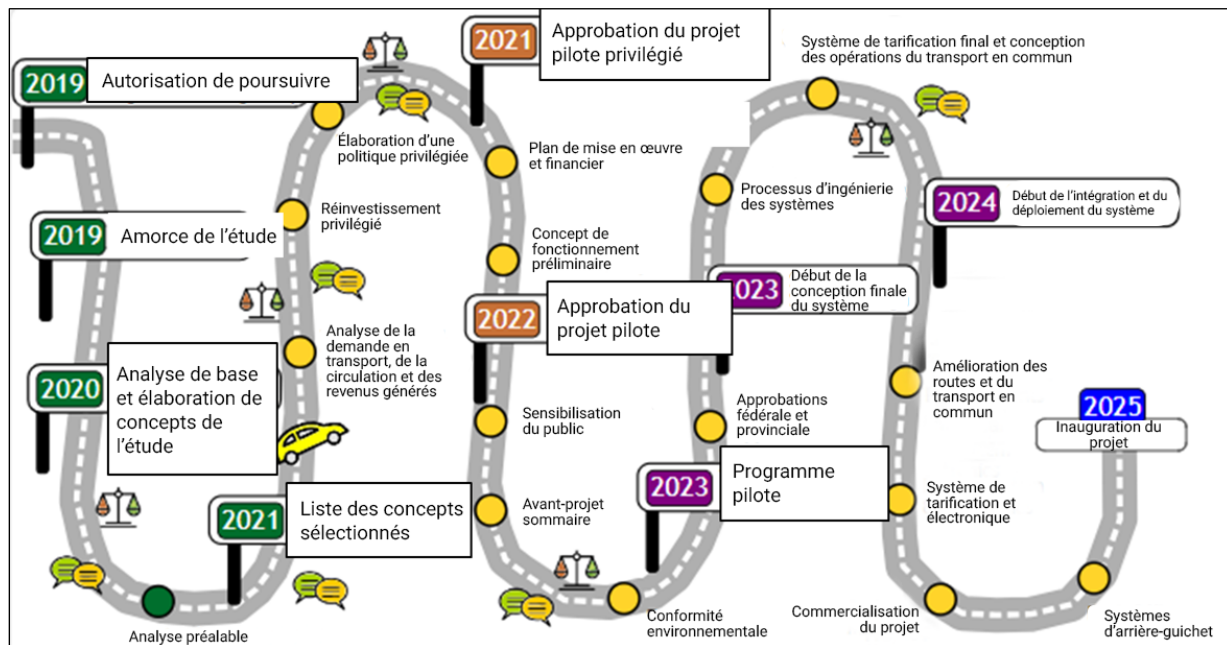 2019
Autorisation de poursuivre
2019
Amorce de l'étude
2020
Analyse de base
et élaboration de
concepts de
l'étude
Analyse préalable
2021
Liste des concepts
sélectionnés
Analyse de la
demande en
transport, de la
circulation et des
revenus générés
Réinvestissement
privilégié
Élaboration d'une
politique privilégiée
2021
Approbation du projet
pilote privilégié
Plan de mise en œuvre
et financier
Concept de
fonctionnement
préliminaire
2022
Approbation du
projet pilote
Sensibilisation
du public
Avant-projet
sommaire
Conformité
environnementale
2023
Programme
pilote
Approbations
fédérale et
provinciale
2023
Début de la
conception finale
du système
Processus d'ingénierie
des systèmes
Système de tarification final et conception
des opérations du transport en commun
2024
Début de l'intégration et du
déploiement du système
Amélioration des
routes et du
transport en
commun
Système de
tarification et
électronique
Commercialisation
du projet
Systèmes
d'arrière-guichet
2025
Inauguration du
projet